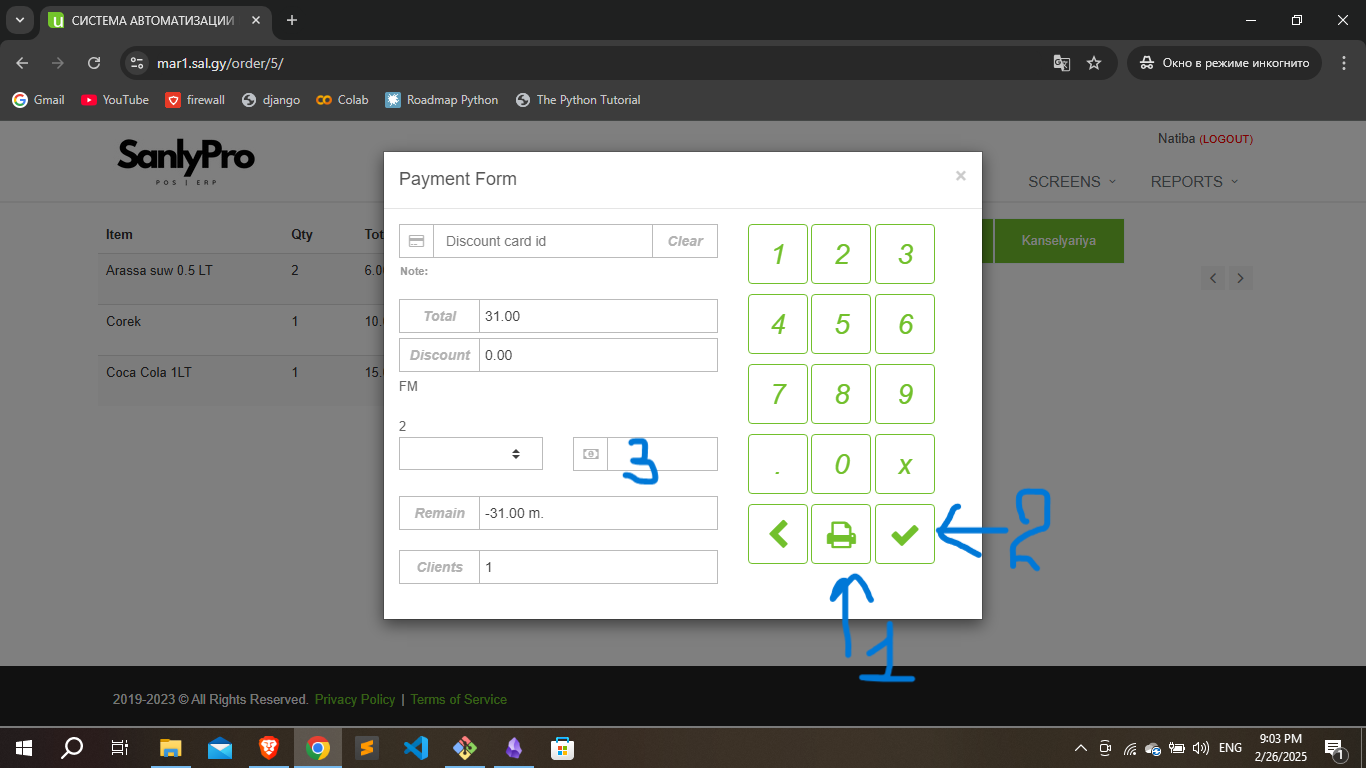 СИСТЕМА АВТОМАТИЗАЦИИ
mar1.sal.gy/order/5/
Окно в режиме инкогнито
Gmail YouTube firewall django Colab Roadmap Python The Python Tutorial
SanlyPro
POS | ERP
Natiba (LOGOUT)
SCREENS REPORTS
Payment Form ×
Item Qty Tot
Arassa suw 0.5 LT 2 6.0
Corek 1 10.
Coca Cola 1LT 1 15.
Kanselyariya
Discount card id Clear
Note:
Total 31.00
Discount 0.00
FM
2
3
Remain -31.00 m.
Clients 1
1 2 3
4 5 6
7 8 9
. 0 x
2
1
2019-2023 © All Rights Reserved. Privacy Policy | Terms of Service
ENG
9:03 PM
2/26/2025
1